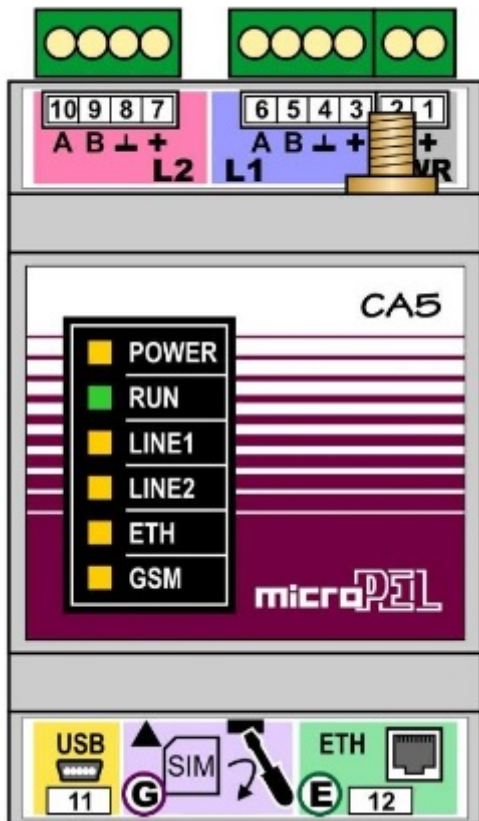 10 9 8 7 6 5 4 3 2 1
A B ⊥ + A B ⊥ + +
L2 L1
CA5
POWER
RUN
LINE1
LINE2
ETH
GSM
microPEL
USB SIM ETH
11 G E 12